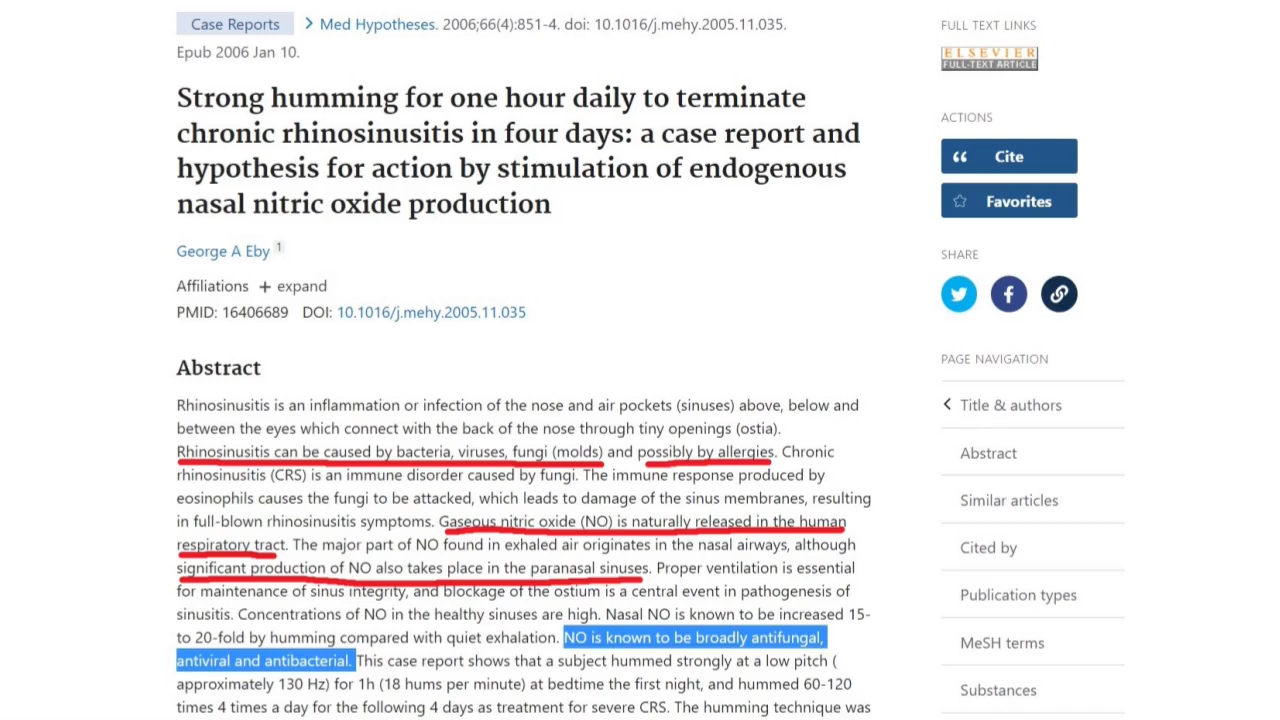 Case Reports > Med Hypotheses. 2006;66(4):851-4. doi: 10.1016/j.mehy.2005.11.035.
Epub 2006 Jan 10.
Strong humming for one hour daily to terminate
chronic rhinosinusitis in four days: a case report and
hypothesis for action by stimulation of endogenous
nasal nitric oxide production
George A Eby 1
Affiliations + expand
PMID: 16406689 DOI: 10.1016/j.mehy.2005.11.035
Abstract
Rhinosinusitis is an inflammation or infection of the nose and air pockets (sinuses) above, below and
between the eyes which connect with the back of the nose through tiny openings (ostia).
Rhinosinusitis can be caused by bacteria, viruses, fungi (molds) and possibly by allergies. Chronic
rhinosinusitis (CRS) is an immune disorder caused by fungi. The immune response produced by
eosinophils causes the fungi to be attacked, which leads to damage of the sinus membranes, resulting
in full-blown rhinosinusitis symptoms. Gaseous nitric oxide (NO) is naturally released in the human
respiratory tract. The major part of NO found in exhaled air originates in the nasal airways, although
significant production of NO also takes place in the paranasal sinuses. Proper ventilation is essential
for maintenance of sinus integrity, and blockage of the ostium is a central event in pathogenesis of
sinusitis. Concentrations of NO in the healthy sinuses are high. Nasal NO is known to be increased 15-
to 20-fold by humming compared with quiet exhalation. NO is known to be broadly antifungal,
antiviral and antibacterial. This case report shows that a subject hummed strongly at a low pitch (
approximately 130 Hz) for 1h (18 hums per minute) at bedtime the first night, and hummed 60-120
times 4 times a day for the following 4 days as treatment for severe CRS. The humming technique was
FULL TEXT LINKS
ELSEVIER
FULL-TEXT ARTICLE
ACTIONS
Cite
Favorites
SHARE
PAGE NAVIGATION
Title & authors
Abstract
Similar articles
Cited by
Publication types
MeSH terms
Substances